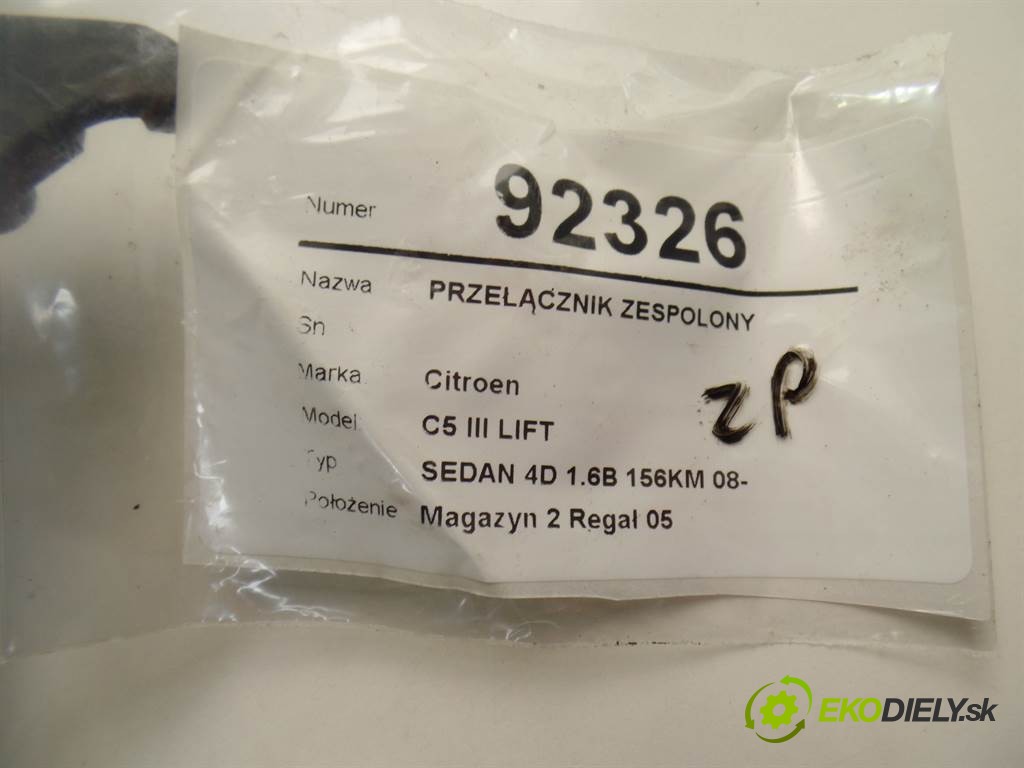 Numer 92326
Nazwa PRZEŁĄCZNIK ZESPOLONY
Sn
Marka Citroen
Model C5 III LIFT
Typ SEDAN 4D 1.6B 156KM 08-
Położenie Magazyn 2 Regał 05
ZP
EKODIELY.sk